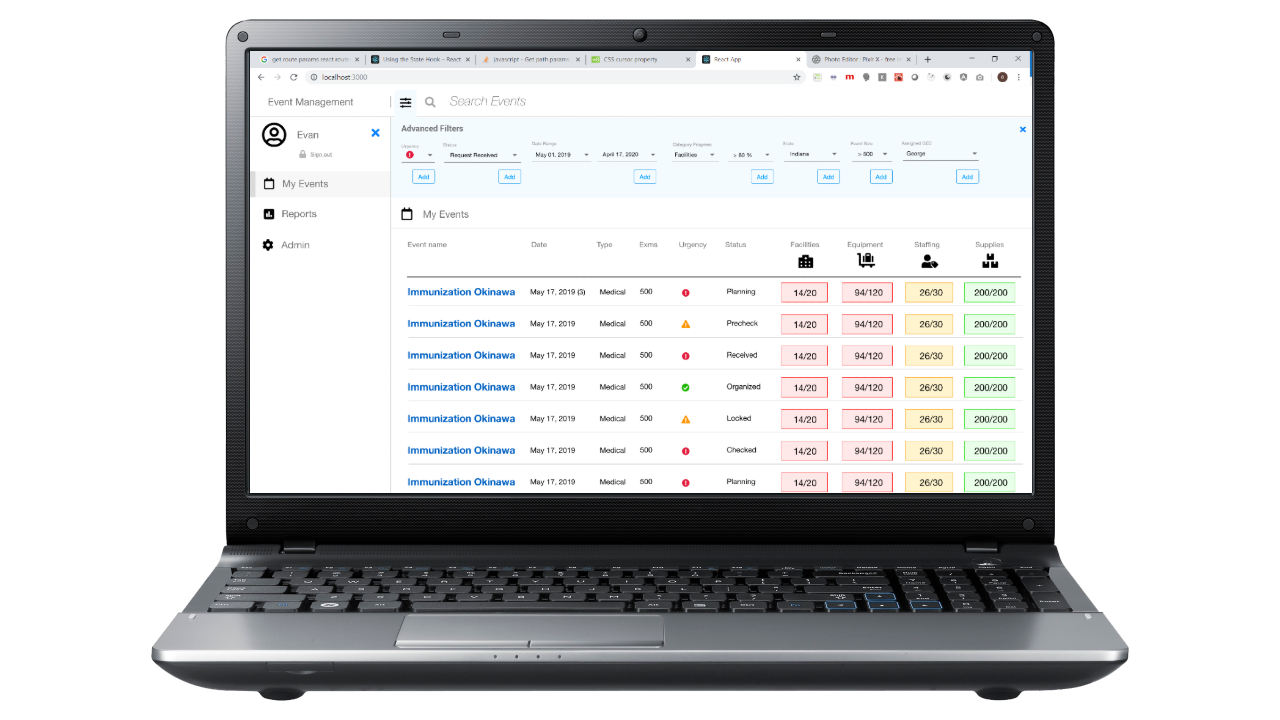 get route params react route
Using the State Hook – React
javascript - Get path params
CSS cursor property
React App
Photo Editor : Pixlr X - free
localhost:3000
Event Management
Search Events
Evan
Sign out
My Events
Reports
Admin
Advanced Filters
Urgency Status Date Range Category Progress State Event Size Assigned GCC
Request Received May 01, 2019 April 17, 2020 Facilities > 80 % Indiana > 500 George
Add Add Add Add Add Add Add
My Events
Event name Date Type Exms Urgency Status Facilities Equipment Staffing Supplies
Immunization Okinawa May 17, 2019 (3) Medical 500 Planning 14/20 94/120 26/30 200/200
Immunization Okinawa May 17, 2019 Medical 500 Precheck 14/20 94/120 26/30 200/200
Immunization Okinawa May 17, 2019 Medical 500 Received 14/20 94/120 26/30 200/200
Immunization Okinawa May 17, 2019 Medical 500 Organized 14/20 94/120 26/30 200/200
Immunization Okinawa May 17, 2019 Medical 500 Locked 14/20 94/120 26/30 200/200
Immunization Okinawa May 17, 2019 Medical 500 Checked 14/20 94/120 26/30 200/200
Immunization Okinawa May 17, 2019 Medical 500 Planning 14/20 94/120 26/30 200/200